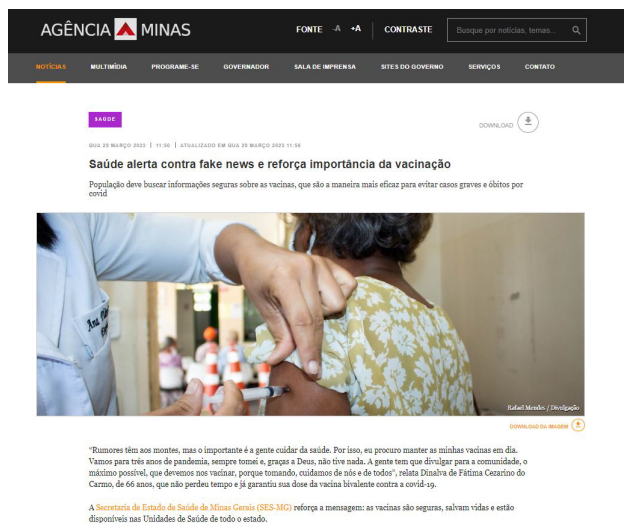 AGÊNCIA MINAS
FONTE -A +A CONTRASTE Busque por notícias, temas...
NOTÍCIAS MULTIMÍDIA PROGRAME-SE GOVERNADOR SALA DE IMPRENSA SITES DO GOVERNO SERVIÇOS CONTATO
SAÚDE
DOWNLOAD
QUA 29 MARÇO 2023 | 11:56 | ATUALIZADO EM QUA 29 MARÇO 2023 11:56
Saúde alerta contra fake news e reforça importância da vacinação
População deve buscar informações seguras sobre as vacinas, que são a maneira mais eficaz para evitar casos graves e óbitos por
covid
Ana
Rafael Mendes / Divulgação
DOWNLOAD DA IMAGEM
“Rumores têm aos montes, mas o importante é a gente cuidar da saúde. Por isso, eu procuro manter as minhas vacinas em dia.
Vamos para três anos de pandemia, sempre tomei e, graças a Deus, não tive nada. A gente tem que divulgar para a comunidade, o
máximo possível, que devemos nos vacinar, porque tomando, cuidamos de nós e de todos”, relata Dinalva de Fátima Cezarino do
Carmo, de 66 anos, que não perdeu tempo e já garantiu sua dose da vacina bivalente contra a covid-19.
A Secretaria de Estado de Saúde de Minas Gerais (SES-MG) reforça a mensagem: as vacinas são seguras, salvam vidas e estão
disponíveis nas Unidades de Saúde de todo o estado.